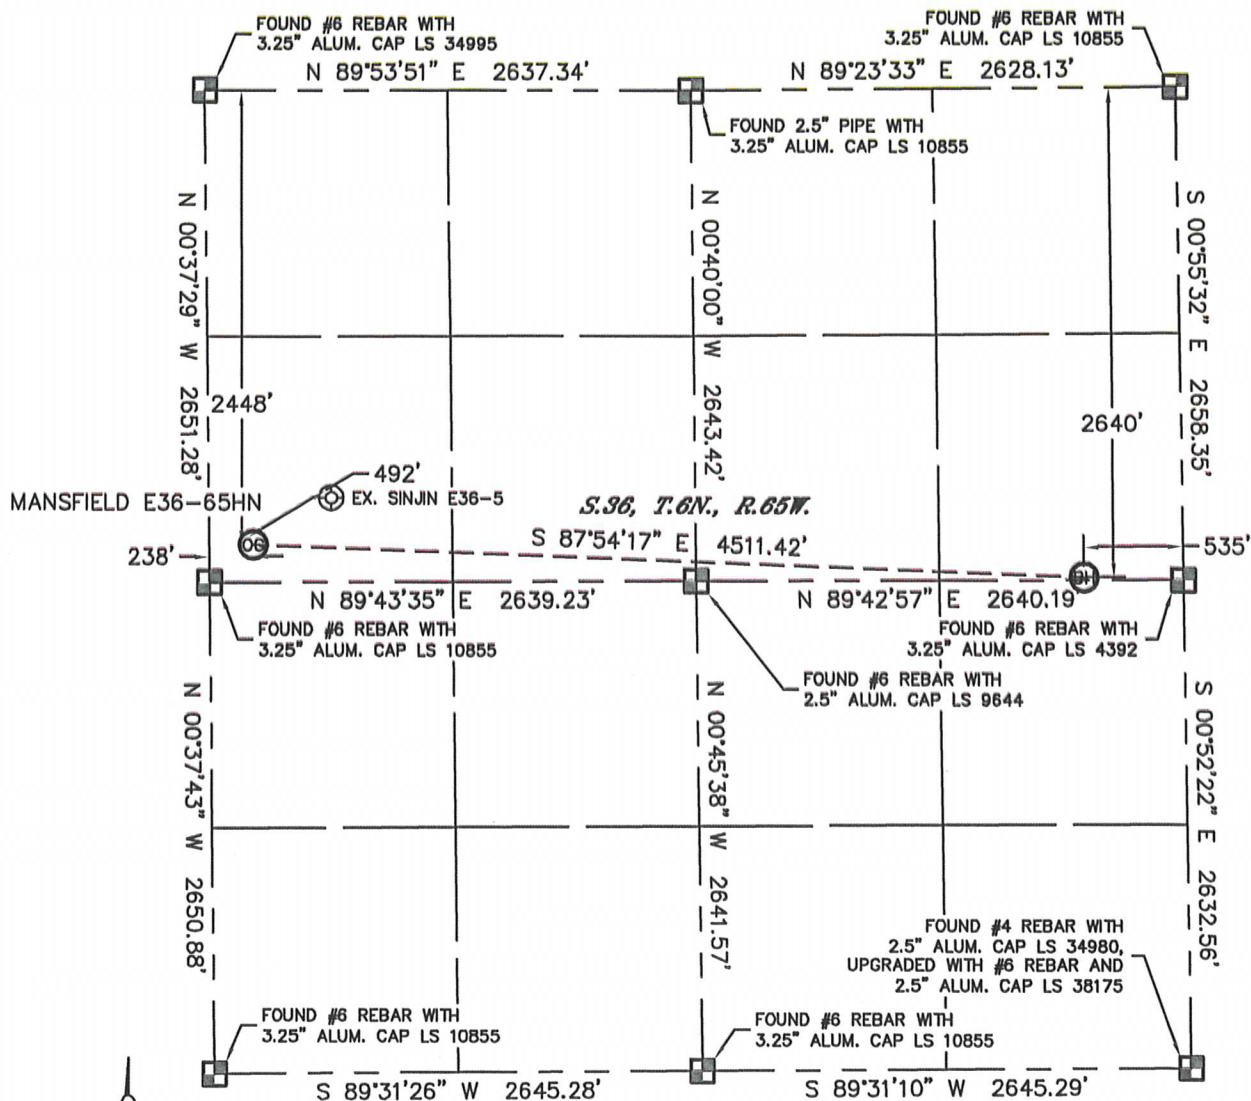 FOUND #6 REBAR WITH
3.25" ALUM. CAP LS 34995
FOUND #6 REBAR WITH
3.25" ALUM. CAP LS 10855
N 89°53'51" E 2637.34'
N 89°23'33" E 2628.13'
FOUND 2.5" PIPE WITH
3.25" ALUM. CAP LS 10855
N 00°37'29" W 2651.28'
N 00°40'00" W 2643.42'
S 00°55'32" E 2658.35'
2448'
2640'
492'
MANSFIELD E36-65HN
EX. SINJIN E36-5
S.36, T.6N., R.65W.
S 87°54'17" E 4511.42'
238'
535'
N 89°43'35" E 2639.23'
N 89°42'57" E 2640.19'
FOUND #6 REBAR WITH
3.25" ALUM. CAP LS 10855
FOUND #6 REBAR WITH
3.25" ALUM. CAP LS 4392
FOUND #6 REBAR WITH
2.5" ALUM. CAP LS 9644
N 00°37'43" W 2650.88'
N 00°45'38" W 2641.57'
S 00°52'22" E 2632.56'
FOUND #4 REBAR WITH
2.5" ALUM. CAP LS 34980,
UPGRADED WITH #6 REBAR AND
2.5" ALUM. CAP LS 38175
FOUND #6 REBAR WITH
3.25" ALUM. CAP LS 10855
FOUND #6 REBAR WITH
3.25" ALUM. CAP LS 10855
S 89°31'26" W 2645.28'
S 89°31'10" W 2645.29'